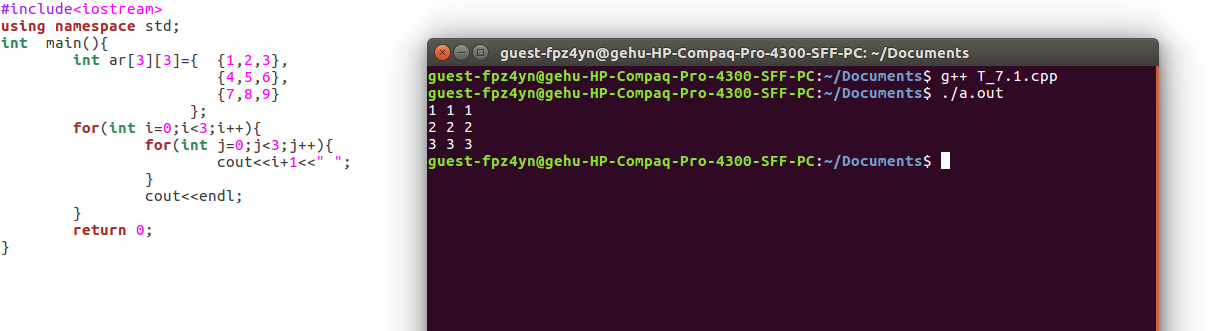 #include<iostream>
using namespace std;
int  main(){
        int ar[3][3]={  {1,2,3},
                        {4,5,6},
                        {7,8,9}
                     };
        for(int i=0;i<3;i++){
                for(int j=0;j<3;j++){
                        cout<<i+1<<" ";
                }
                cout<<endl;
        }
        return 0;
}
guest-fpz4yn@gehu-HP-Compaq-Pro-4300-SFF-PC: ~/Documents
guest-fpz4yn@gehu-HP-Compaq-Pro-4300-SFF-PC:~/Documents$ g++ T_7.1.cpp
guest-fpz4yn@gehu-HP-Compaq-Pro-4300-SFF-PC:~/Documents$ ./a.out
1 1 1
2 2 2
3 3 3
guest-fpz4yn@gehu-HP-Compaq-Pro-4300-SFF-PC:~/Documents$